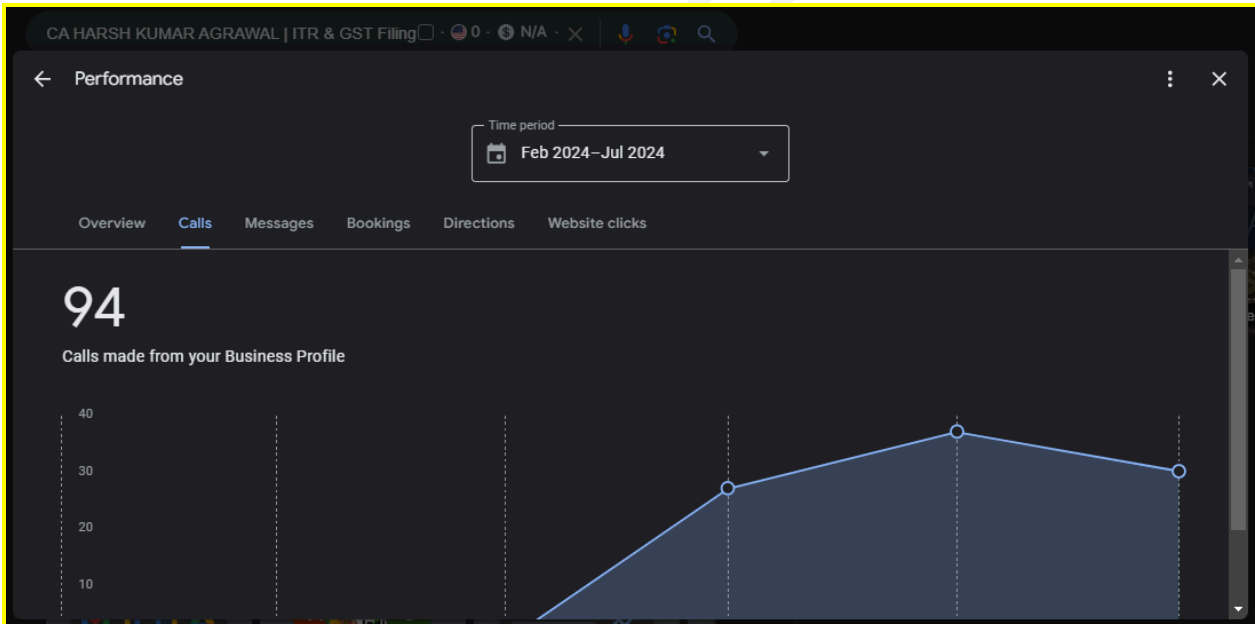 CA HARSH KUMAR AGRAWAL | ITR & GST Filing · 0 · N/A ·
Performance
Time period
Feb 2024–Jul 2024
Overview Calls Messages Bookings Directions Website clicks
94
Calls made from your Business Profile
40
30
20
10